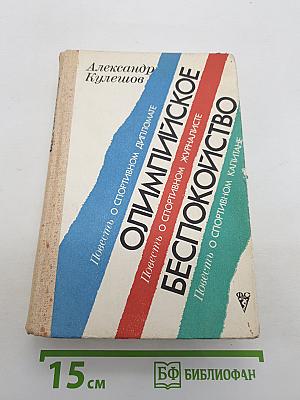 Александр
Кулешов
Повесть О СПОРТИВНОМ ДИПЛОМАТЕ
ОЛИМПИЙСКОЕ
Повесть О СПОРТИВНОМ ЖУРНАЛИСТЕ
БЕСПОКОЙСТВО
Повесть О СПОРТИВНОМ КАПИТАНЕ
15 см
БФ БИБЛИОФАН